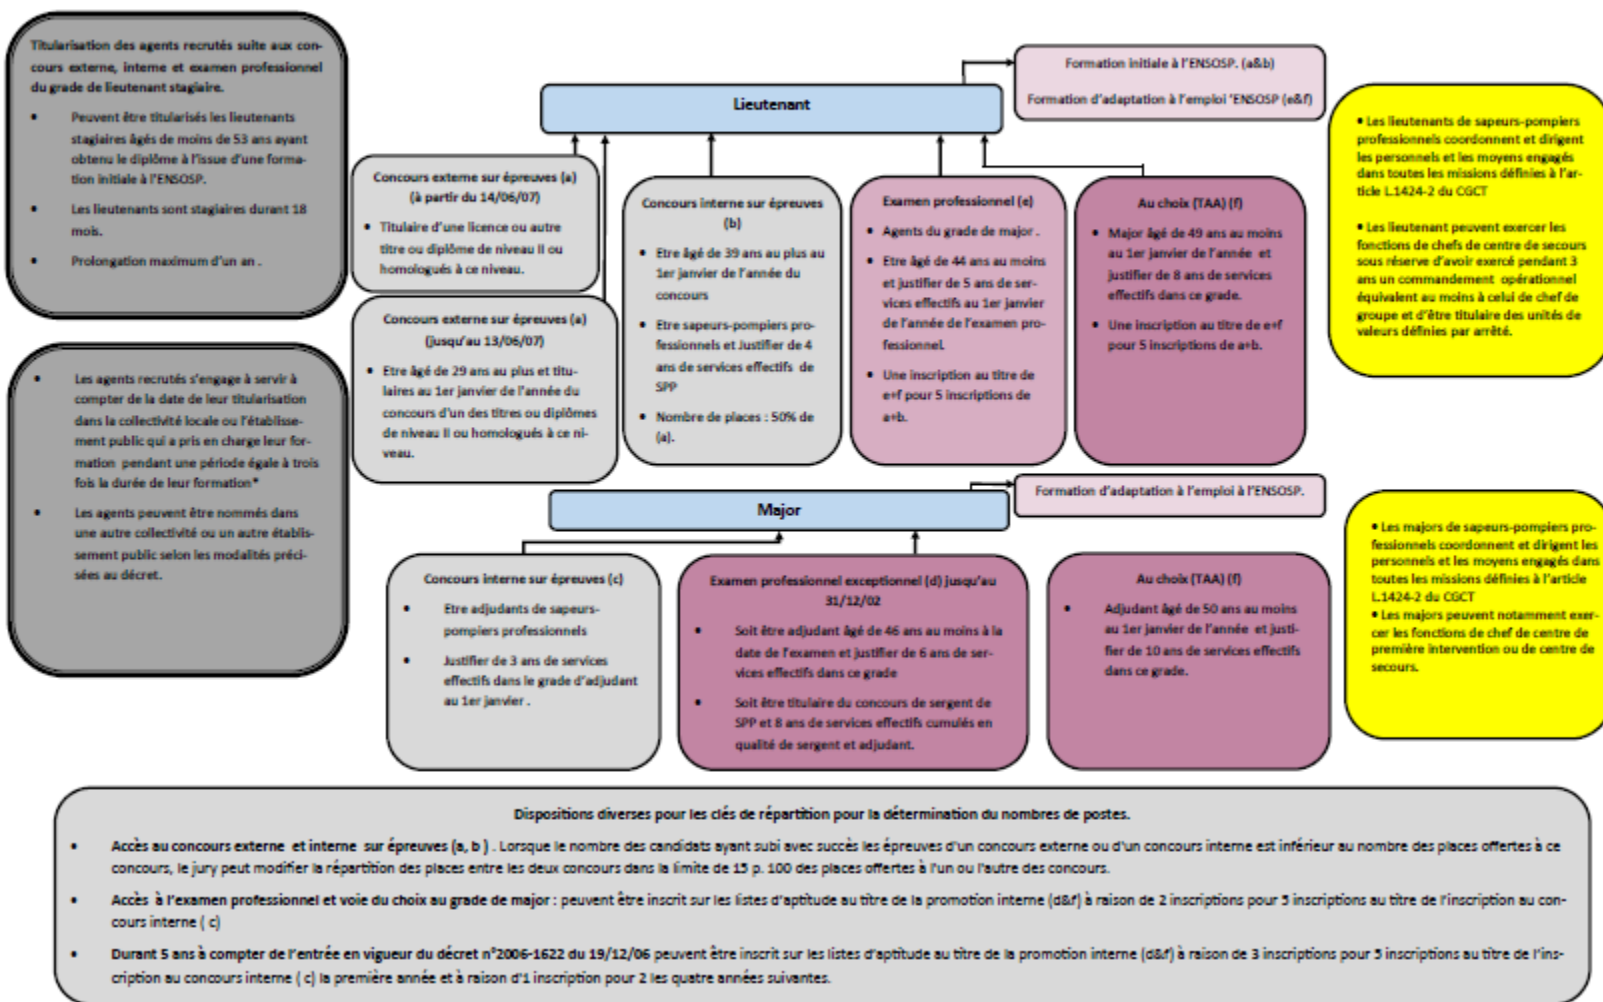 Titularisation des agents recrutés suite aux con-
cours externe, interne et examen professionnel
du grade de lieutenant stagiaire.
• Peuvent être titularisés les lieutenants
stagiaires âgés de moins de 53 ans ayant
obtenu le diplôme à l'issue d'une forma-
tion initiale à l'ENSOSP.
• Les lieutenants sont stagiaires durant 18
mois.
• Prolongation maximum d'un an .
• Les agents recrutés s'engage à servir à
compter de la date de leur titularisation
dans la collectivité locale ou l'établisse-
ment public qui a pris en charge leur for-
mation pendant une période égale à trois
fois la durée de leur formation*
• Les agents peuvent être nommés dans
une autre collectivité ou un autre établis-
sement public selon les modalités préci-
sées au décret.
Formation initiale à l'ENSOSP. (a&b)
Formation d'adaptation à l'emploi 'ENSOSP (e&f)
Lieutenant
Concours externe sur épreuves (a)
(à partir du 14/06/07)
• Titulaire d'une licence ou autre
titre ou diplôme de niveau II ou
homologués à ce niveau.
Concours externe sur épreuves (a)
(jusqu'au 13/06/07)
• Etre âgé de 29 ans au plus et titu-
laires au 1er janvier de l'année du
concours d'un des titres ou diplômes
de niveau II ou homologués à ce ni-
veau.
Concours interne sur épreuves
(b)
• Etre âgé de 39 ans au plus au
1er janvier de l'année du
concours
• Etre sapeurs-pompiers pro-
fessionnels et Justifier de 4
ans de services effectifs de
SPP
• Nombre de places : 50% de
(a).
Examen professionnel (e)
• Agents du grade de major .
• Etre âgé de 44 ans au moins
et justifier de 5 ans de ser-
vices effectifs au 1er janvier
de l'année de l'examen pro-
fessionnel.
• Une inscription au titre de
e+f pour 5 inscriptions de
a+b.
Au choix (TAA) (f)
• Major âgé de 49 ans au moins
au 1er janvier de l'année et
justifier de 8 ans de services
effectifs dans ce grade.
• Une inscription au titre de e+f
pour 5 inscriptions de a+b.
• Les lieutenants de sapeurs-pompiers
professionnels coordonnent et dirigent
les personnels et les moyens engagés
dans toutes les missions définies à l'ar-
ticle L.1424-2 du CGCT
• Les lieutenant peuvent exercer les
fonctions de chefs de centre de secours
sous réserve d'avoir exercé pendant 3
ans un commandement opérationnel
équivalent au moins à celui de chef de
groupe et d'être titulaire des unités de
valeurs définies par arrêté.
Formation d'adaptation à l'emploi à l'ENSOSP.
Major
Concours interne sur épreuves (c)
• Etre adjudants de sapeurs-
pompiers professionnels
• Justifier de 3 ans de services
effectifs dans le grade d'adjudant
au 1er janvier .
Examen professionnel exceptionnel (d) jusqu'au
31/12/02
• Soit être adjudant âgé de 46 ans au moins à la
date de l'examen et justifier de 6 ans de ser-
vices effectifs dans ce grade
• Soit être titulaire du concours de sergent de
SPP et 8 ans de services effectifs cumulés en
qualité de sergent et adjudant.
Au choix (TAA) (f)
• Adjudant âgé de 50 ans au moins
au 1er janvier de l'année et justi-
fier de 10 ans de services effectifs
dans ce grade.
• Les majors de sapeurs-pompiers pro-
fessionnels coordonnent et dirigent les
personnels et les moyens engagés dans
toutes les missions définies à l'article
L.1424-2 du CGCT
• Les majors peuvent notamment exer-
cer les fonctions de chef de centre de
première intervention ou de centre de
secours.
Dispositions diverses pour les clés de répartition pour la détermination du nombres de postes.
• Accès au concours externe et interne sur épreuves (a, b ) . Lorsque le nombre des candidats ayant subi avec succès les épreuves d'un concours externe ou d'un concours interne est inférieur au nombre des places offertes à ce
concours, le jury peut modifier la répartition des places entre les deux concours dans la limite de 15 p. 100 des places offertes à l'un ou l'autre des concours.
• Accès à l'examen professionnel et voie du choix au grade de major : peuvent être inscrit sur les listes d'aptitude au titre de la promotion interne (d&f) à raison de 2 inscriptions pour 5 inscriptions au titre de l'inscription au con-
cours interne ( c)
• Durant 5 ans à compter de l'entrée en vigueur du décret n°2006-1622 du 19/12/06 peuvent être inscrit sur les listes d'aptitude au titre de la promotion interne (d&f) à raison de 3 inscriptions pour 5 inscriptions au titre de l'ins-
cription au concours interne ( c) la première année et à raison d'1 inscription pour 2 les quatre années suivantes.